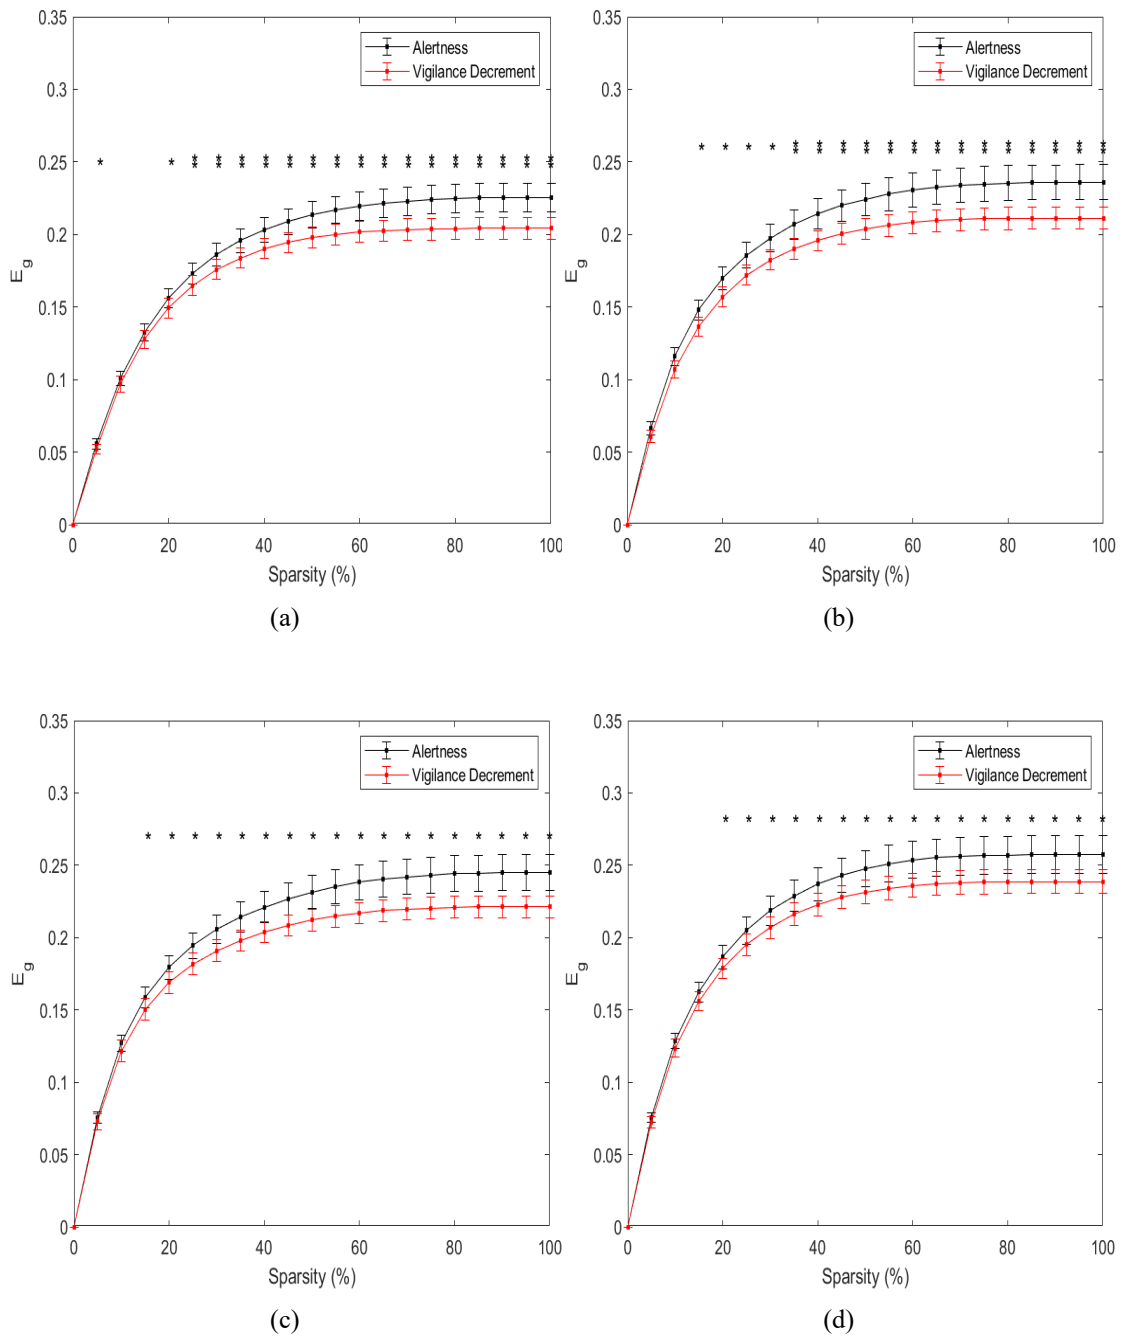 0.35
0.3
0.25
0.2
0.15
0.1
0.05
0
E_g
Alertness
Vigilance Decrement
* * ** ** ** ** ** ** ** ** ** ** ** ** ** ** ** **
0 20 40 60 80 100
Sparsity (%)
(a)
0.35
0.3
0.25
0.2
0.15
0.1
0.05
0
E_g
Alertness
Vigilance Decrement
* * * * ** ** ** ** ** ** ** ** ** ** ** ** ** **
0 20 40 60 80 100
Sparsity (%)
(b)
0.35
0.3
0.25
0.2
0.15
0.1
0.05
0
E_g
Alertness
Vigilance Decrement
* * * * * * * * * * * * * * * * * *
0 20 40 60 80 100
Sparsity (%)
(c)
0.35
0.3
0.25
0.2
0.15
0.1
0.05
0
E_g
Alertness
Vigilance Decrement
* * * * * * * * * * * * * * * * *
0 20 40 60 80 100
Sparsity (%)
(d)